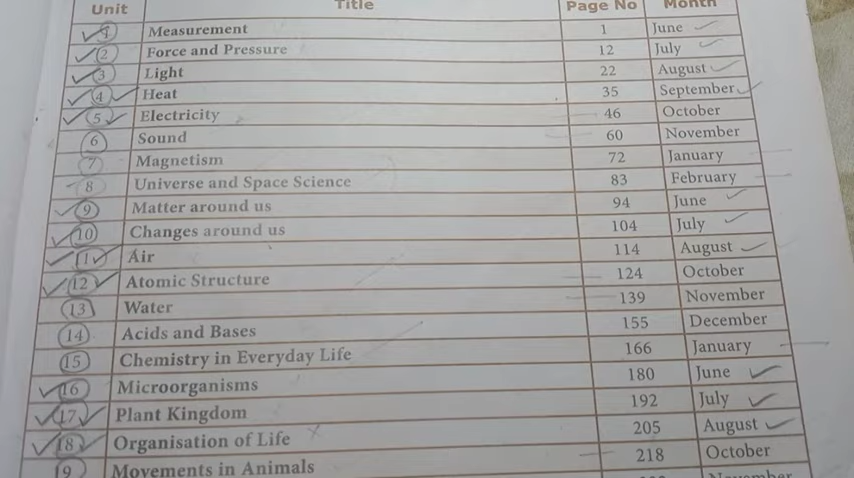 Unit Title Page No Month
1 Measurement 1 June
2 Force and Pressure 12 July
3 Light 22 August
4 Heat 35 September
5 Electricity 46 October
6 Sound 60 November
7 Magnetism 72 January
8 Universe and Space Science 83 February
9 Matter around us 94 June
10 Changes around us 104 July
11 Air 114 August
12 Atomic Structure 124 October
13 Water 139 November
14 Acids and Bases 155 December
15 Chemistry in Everyday Life 166 January
16 Microorganisms 180 June
17 Plant Kingdom 192 July
18 Organisation of Life 205 August
19 Movements in Animals 218 October
November